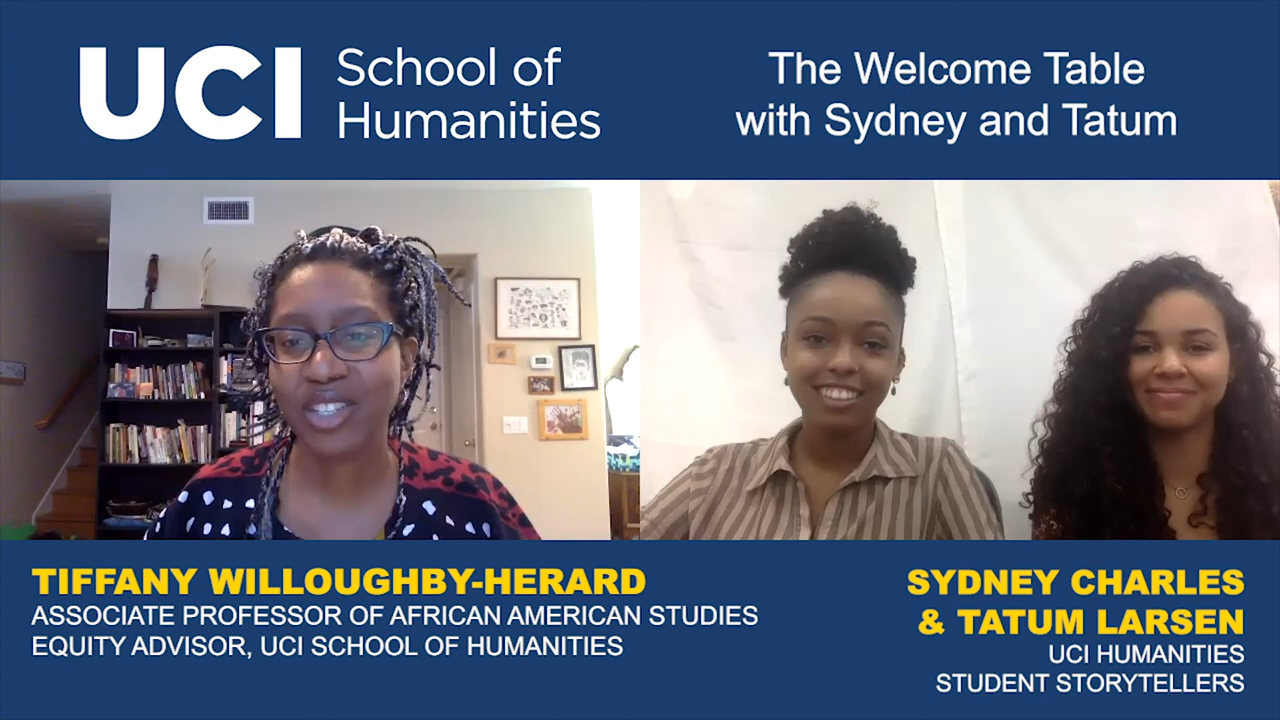 UCI School of
Humanities
The Welcome Table
with Sydney and Tatum
TIFFANY WILLOUGHBY-HERARD
ASSOCIATE PROFESSOR OF AFRICAN AMERICAN STUDIES
EQUITY ADVISOR, UCI SCHOOL OF HUMANITIES
SYDNEY CHARLES
& TATUM LARSEN
UCI HUMANITIES
STUDENT STORYTELLERS